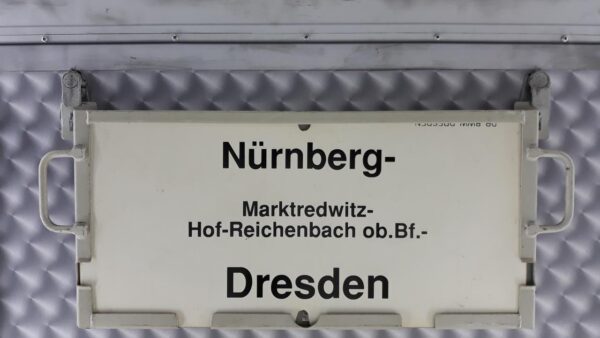 Nürnberg-
Marktredwitz-
Hof-Reichenbach ob.Bf.-
Dresden